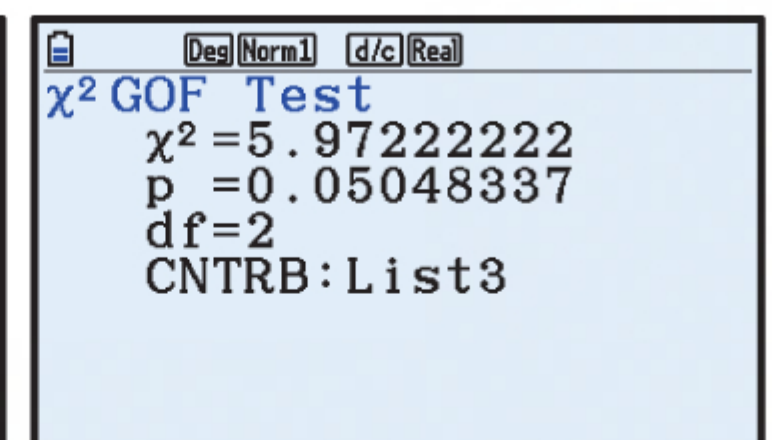 Deg Norm1 d/c Real
χ² GOF Test
χ² =5.97222222
p =0.05048337
df=2
CNTRB:List3